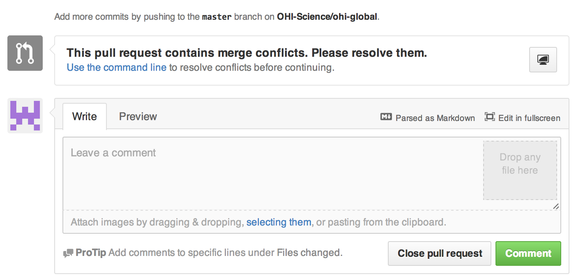 Add more commits by pushing to the master branch on OHI-Science/ohi-global.
This pull request contains merge conflicts. Please resolve them.
Use the command line to resolve conflicts before continuing.
Write Preview Parsed as Markdown Edit in fullscreen
Leave a comment
Drop any
file here
Attach images by dragging & dropping, selecting them, or pasting from the clipboard.
ProTip Add comments to specific lines under Files changed.
Close pull request Comment